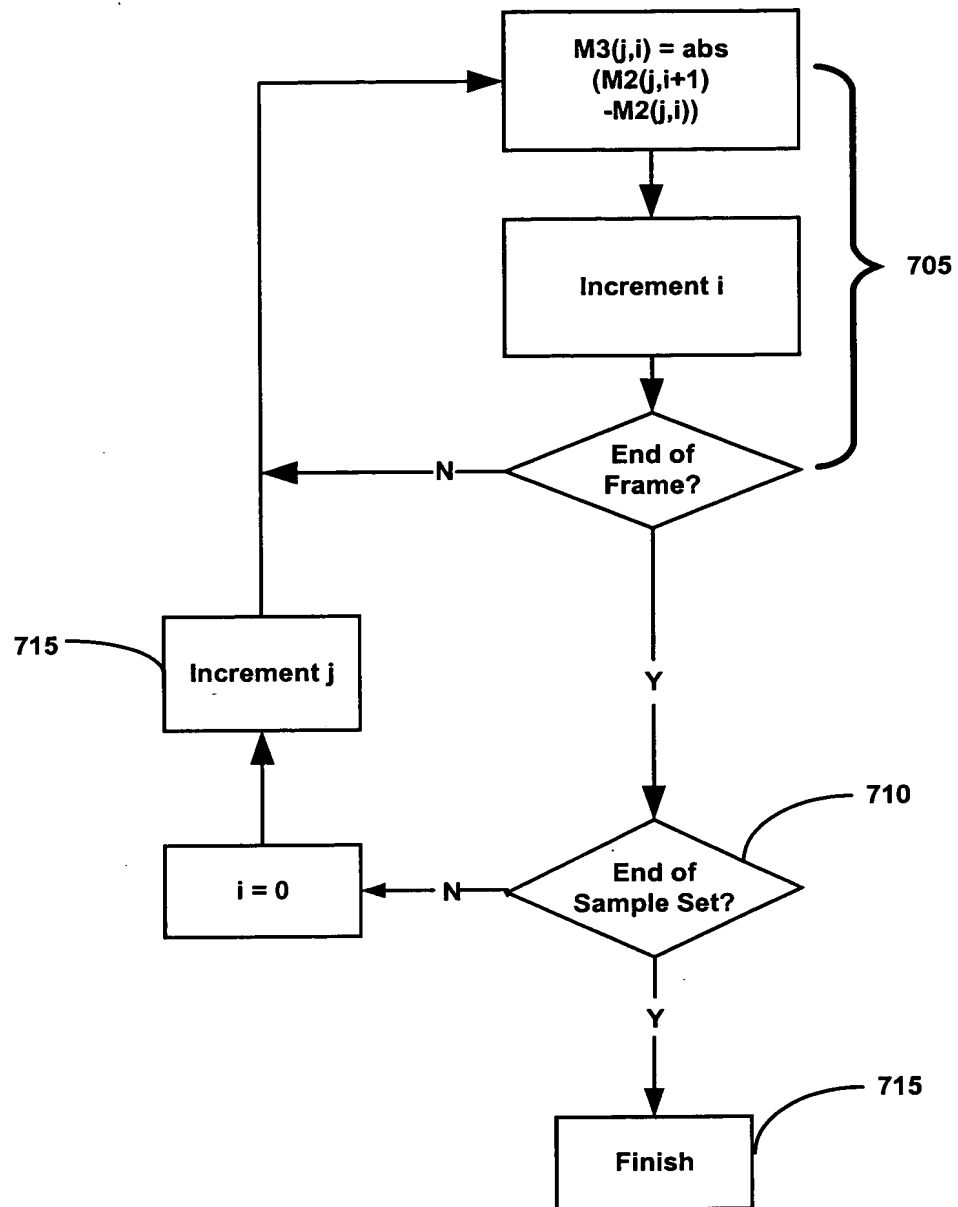 M3(j,i) = abs
(M2(j,i+1)
-M2(j,i))
705
Increment i
End of
Frame?
N
715
Increment j
Y
710
End of
Sample Set?
N
i = 0
Y
715
Finish